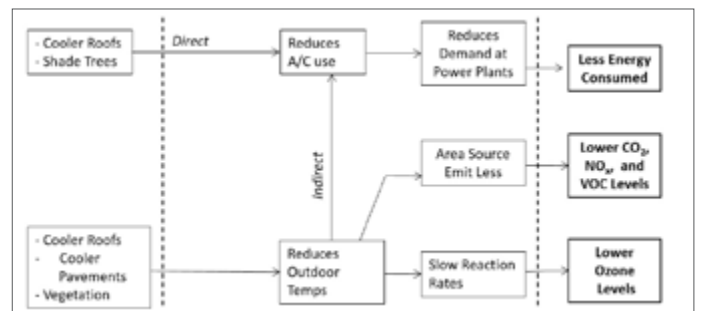 - Cooler Roofs
- Shade Trees
Direct
Reduces
A/C use
Reduces
Demand at
Power Plants
Less Energy
Consumed
Indirect
Area Source
Emit Less
Lower CO₂,
NOₓ, and
VOC Levels
- Cooler Roofs
- Cooler
Pavements
- Vegetation
Reduces
Outdoor
Temps
Slow Reaction
Rates
Lower
Ozone
Levels